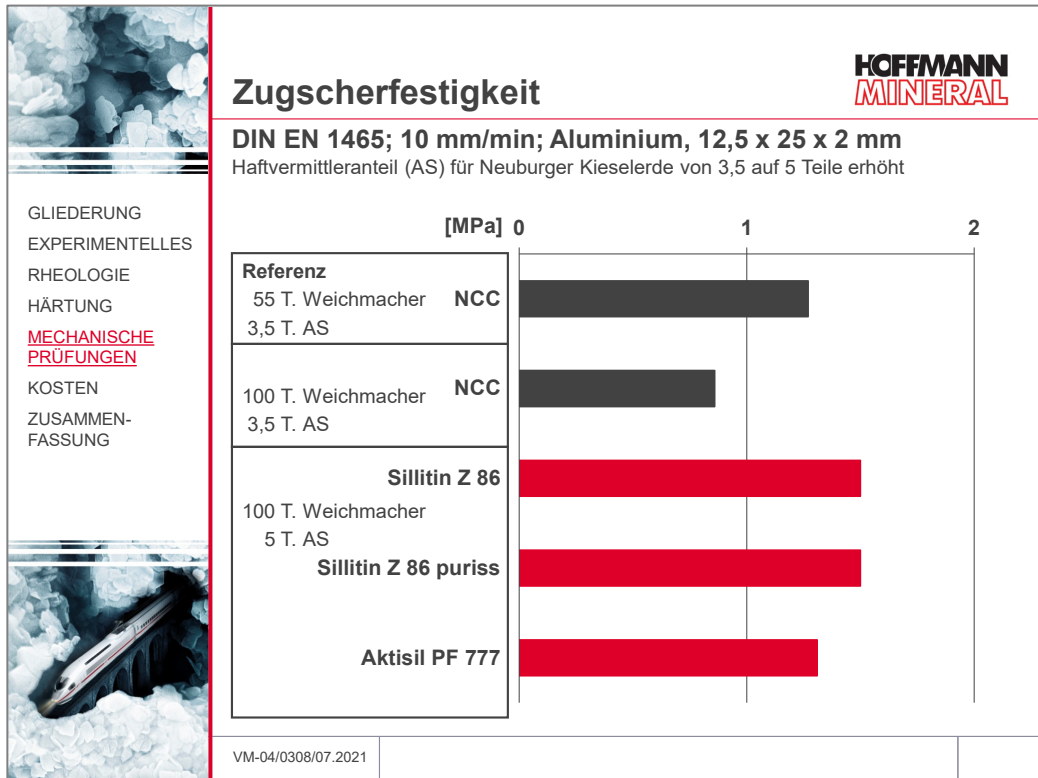 HOFFMANN
MINERAL
Zugscherfestigkeit
DIN EN 1465; 10 mm/min; Aluminium, 12,5 x 25 x 2 mm
Haftvermittleranteil (AS) für Neuburger Kieselerde von 3,5 auf 5 Teile erhöht
GLIEDERUNG
EXPERIMENTELLES
RHEOLOGIE
HÄRTUNG
MECHANISCHE
PRÜFUNGEN
KOSTEN
ZUSAMMEN-
FASSUNG
[MPa] 0 1 2
Referenz
55 T. Weichmacher NCC
3,5 T. AS
100 T. Weichmacher NCC
3,5 T. AS
Sillitin Z 86
100 T. Weichmacher
5 T. AS
Sillitin Z 86 puriss
Aktisil PF 777
VM-04/0308/07.2021